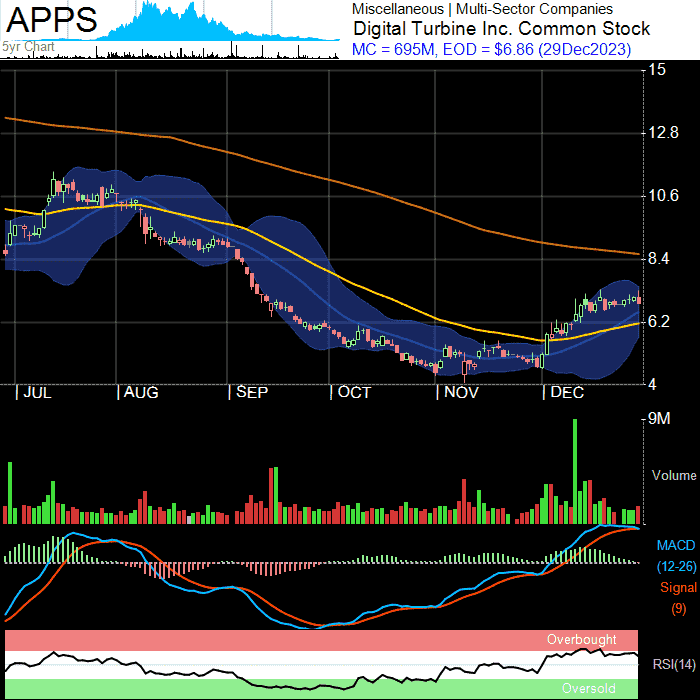 APPS
5yr Chart
Miscellaneous | Multi-Sector Companies
Digital Turbine Inc. Common Stock
MC = 695M, EOD = $6.86 (29Dec2023)
15
12.8
10.6
8.4
6.2
4
| JUL | AUG | SEP | OCT | NOV | DEC
9M
Volume
MACD
(12-26)
Signal
(9)
Overbought
RSI(14)
Oversold